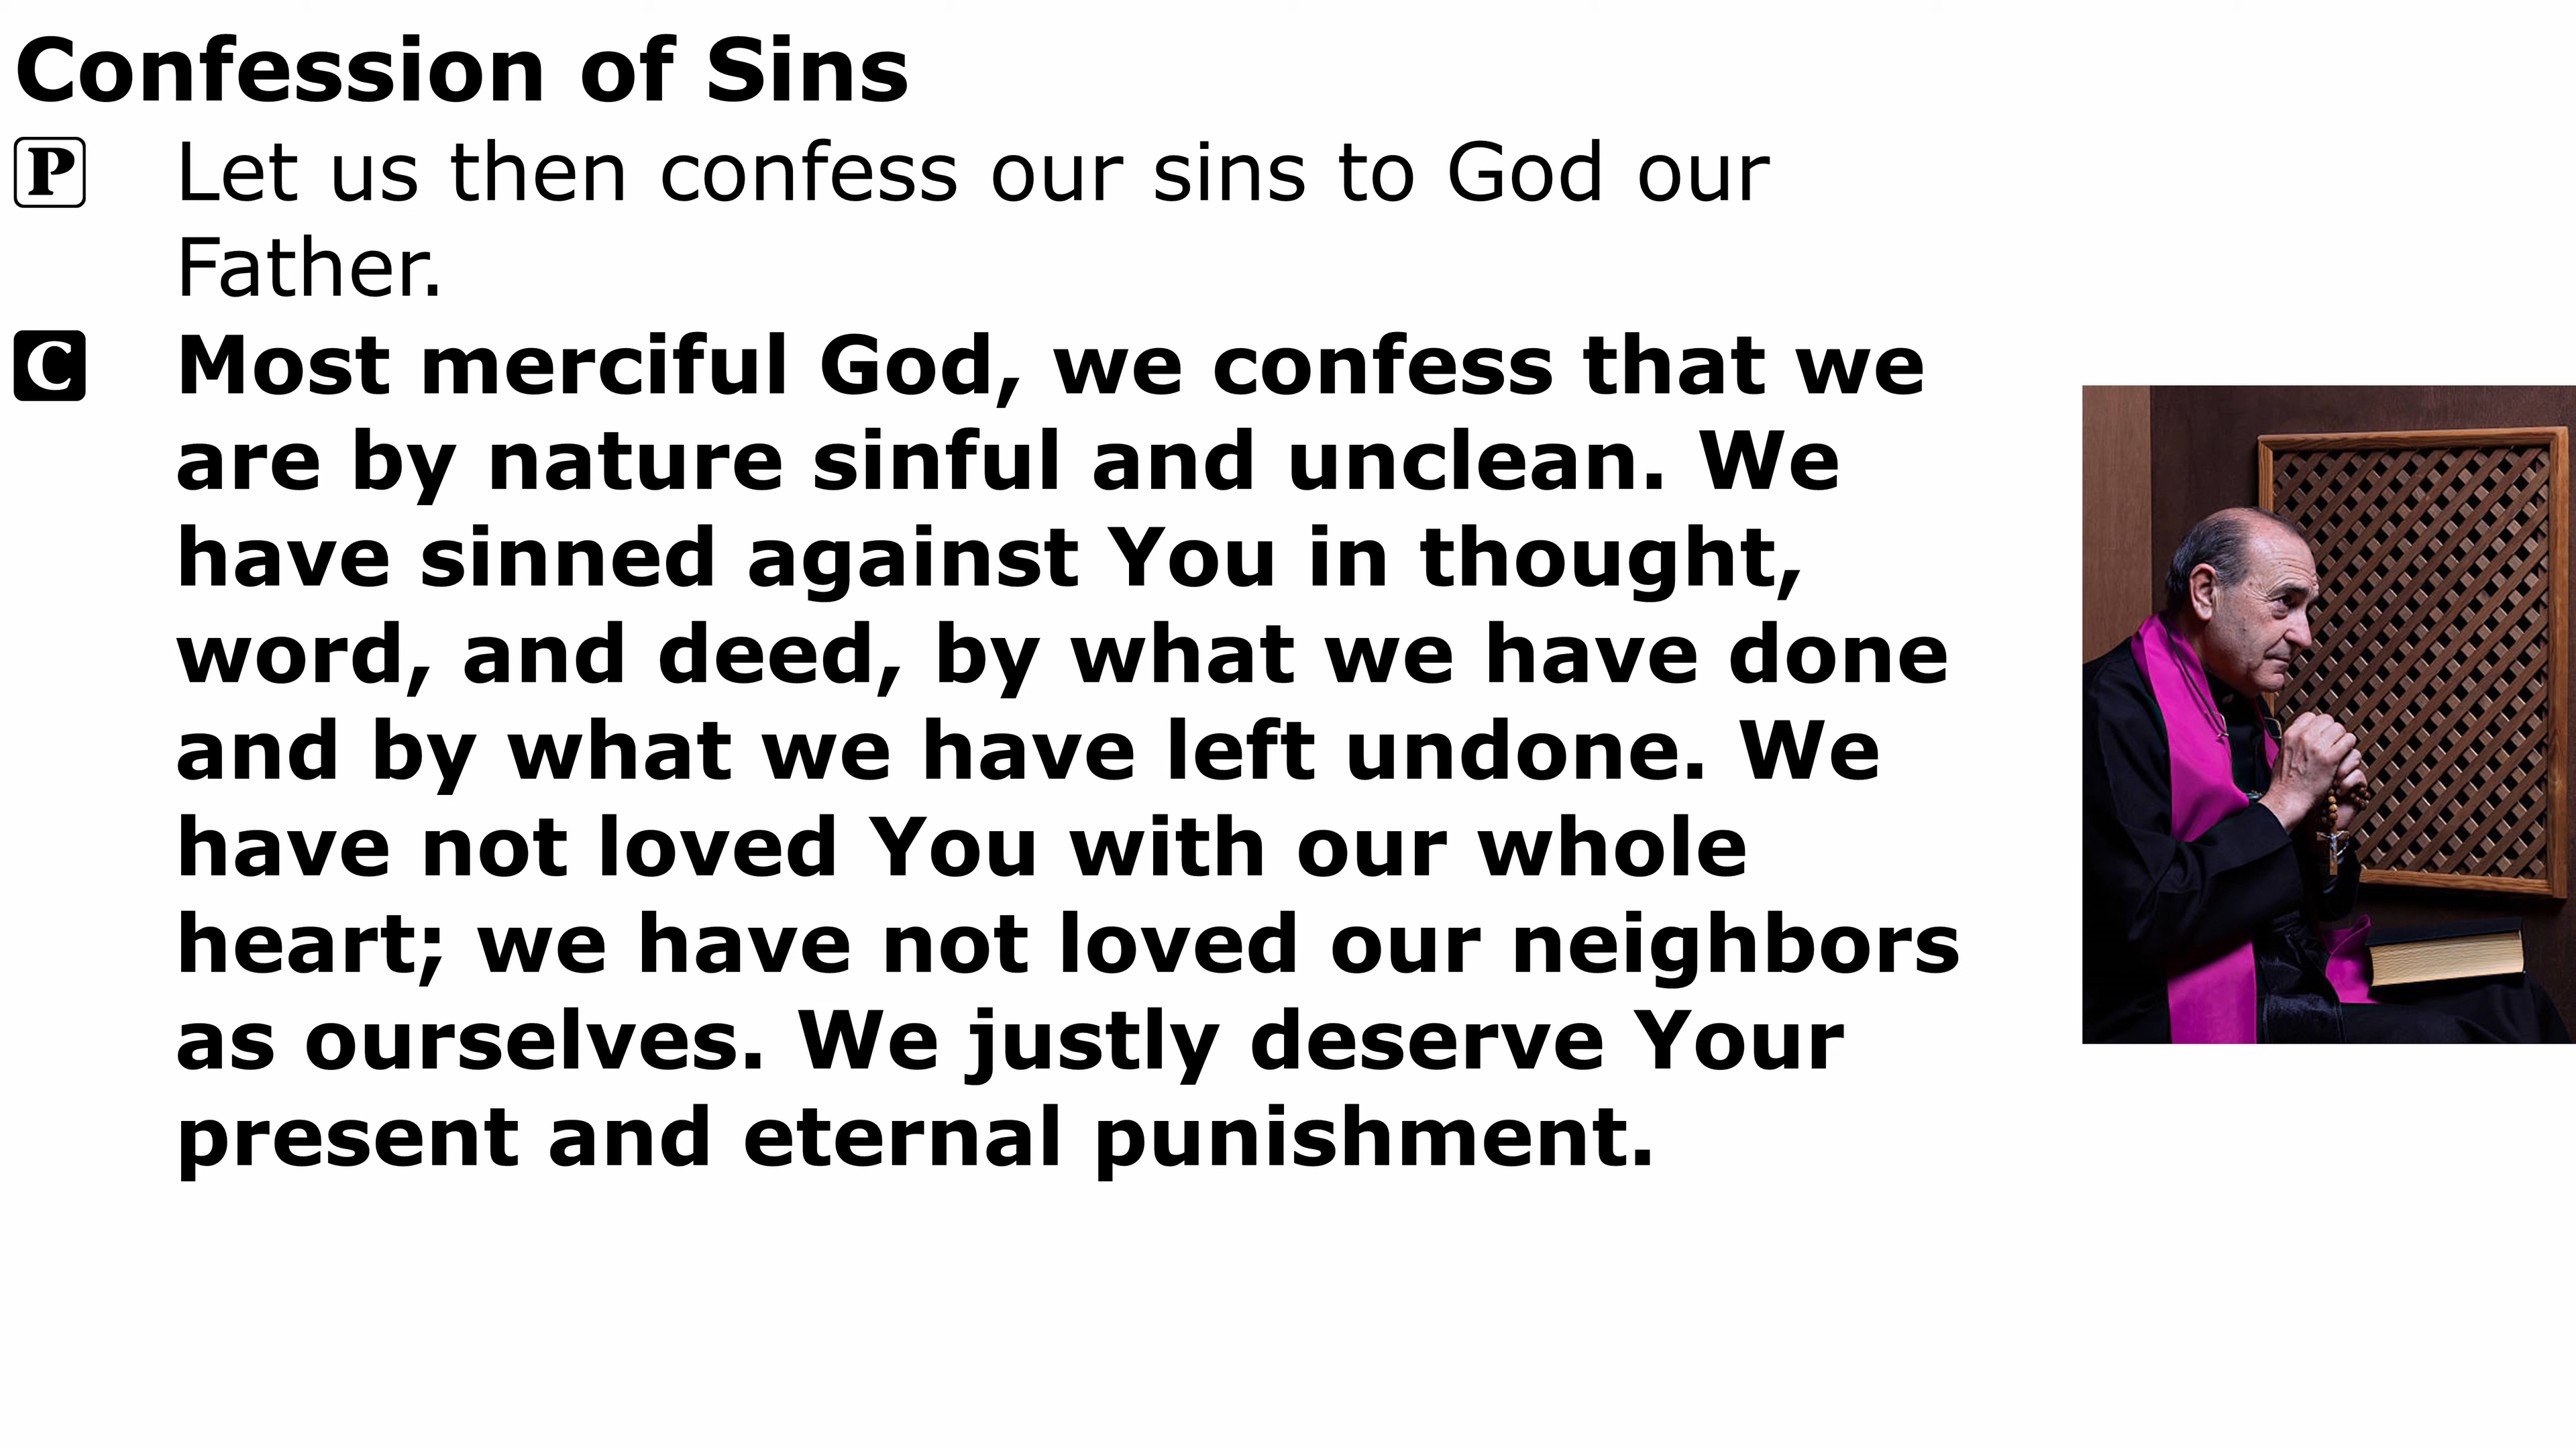 Confession of Sins
P Let us then confess our sins to God our
Father.
C Most merciful God, we confess that we
are by nature sinful and unclean. We
have sinned against You in thought,
word, and deed, by what we have done
and by what we have left undone. We
have not loved You with our whole
heart; we have not loved our neighbors
as ourselves. We justly deserve Your
present and eternal punishment.